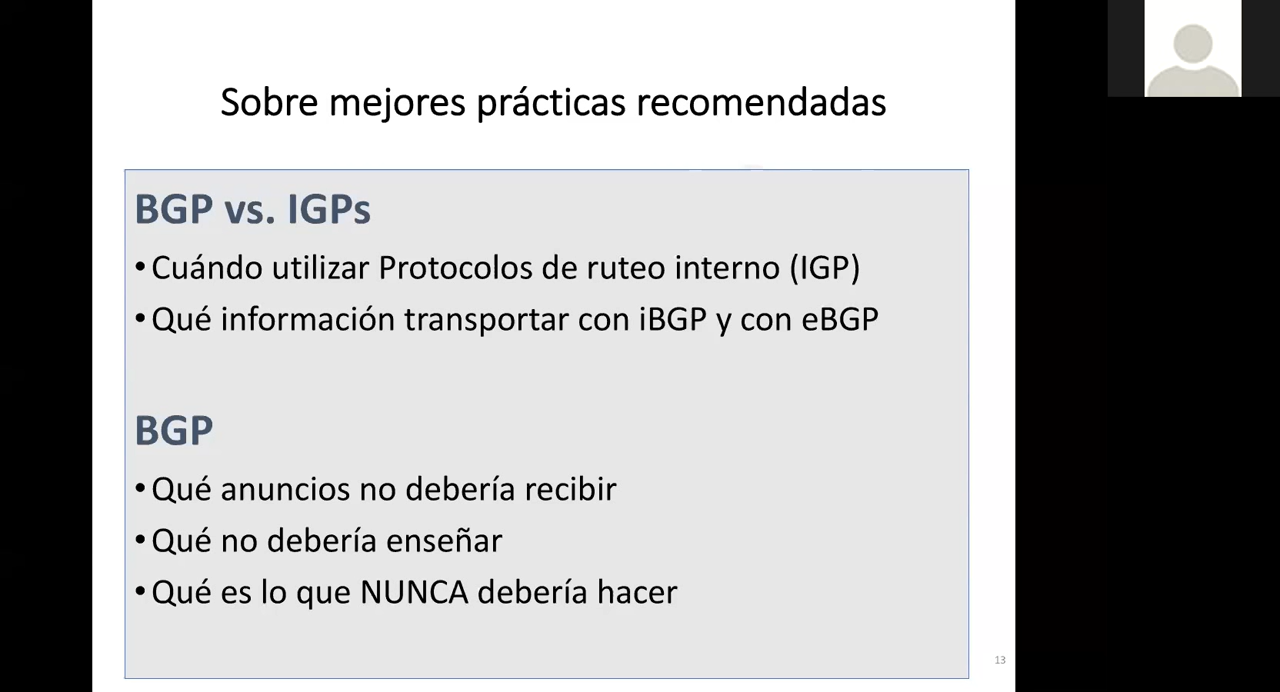 Sobre mejores prácticas recomendadas
BGP vs. IGPs
•Cuándo utilizar Protocolos de ruteo interno (IGP)
•Qué información transportar con iBGP y con eBGP
BGP
•Qué anuncios no debería recibir
•Qué no debería enseñar
•Qué es lo que NUNCA debería hacer
13